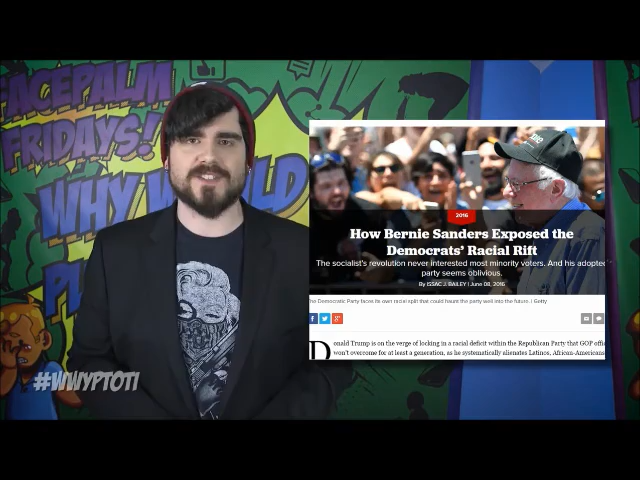 FACEPALM
FRIDAYS!
WHY
#WWYPTOTI
2016
How Bernie Sanders Exposed the
Democrats' Racial Rift
The socialist's revolution never interested most minority voters. And his adopted
party seems oblivious.
By ISSAC J. BAILEY | June 08, 2016
The Democratic Party faces its own racial split that could haunt the party well into the future. | Getty
Donald Trump is on the verge of locking in a racial deficit within the Republican Party that GOP offic
won't overcome for at least a generation, as he systematically alienates Latinos, African-Americans